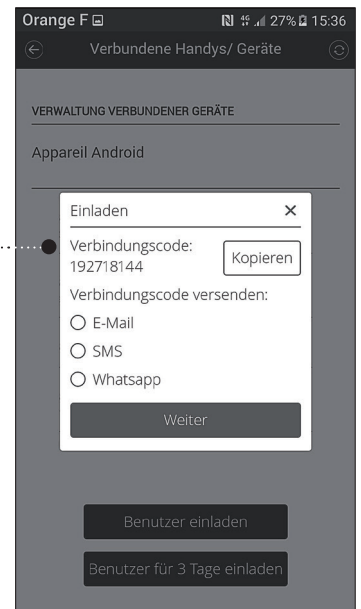 Orange F 4G 27% 15:36
Verbundene Handys/ Geräte
VERWALTUNG VERBUNDENER GERÄTE
Appareil Android
Einladen
Verbindungscode:
192718144
Kopieren
Verbindungscode versenden:
E-Mail
SMS
Whatsapp
Weiter
Benutzer einladen
Benutzer für 3 Tage einladen